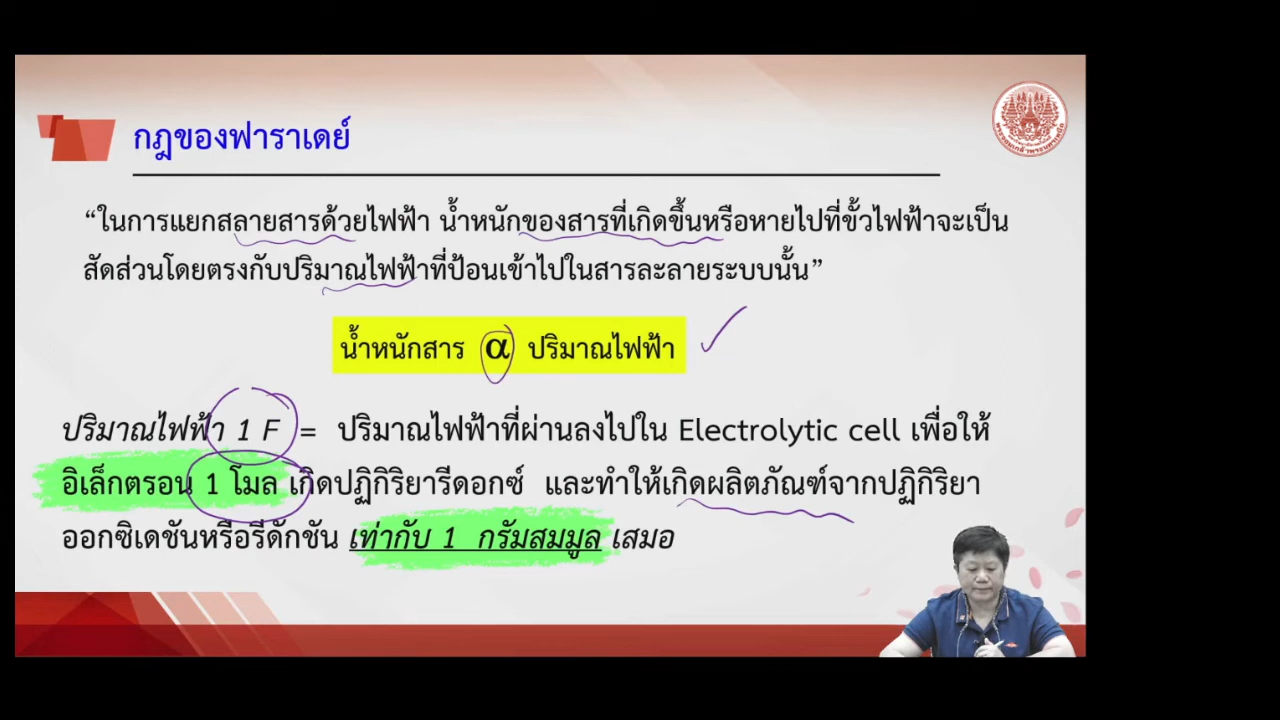 กฎของฟาราเดย์
“ในการแยกสลายสารด้วยไฟฟ้า น้ำหนักของสารที่เกิดขึ้นหรือหายไปที่ขั้วไฟฟ้าจะเป็น
สัดส่วนโดยตรงกับปริมาณไฟฟ้าที่ป้อนเข้าไปในสารละลายระบบนั้น”
น้ำหนักสาร α ปริมาณไฟฟ้า
ปริมาณไฟฟ้า 1 F = ปริมาณไฟฟ้าที่ผ่านลงไปใน Electrolytic cell เพื่อให้
อิเล็กตรอน 1 โมล เกิดปฏิกิริยารีดอกซ์ และทำให้เกิดผลิตภัณฑ์จากปฏิกิริยา
ออกซิเดชันหรือรีดักชัน เท่ากับ 1 กรัมสมมูล เสมอ